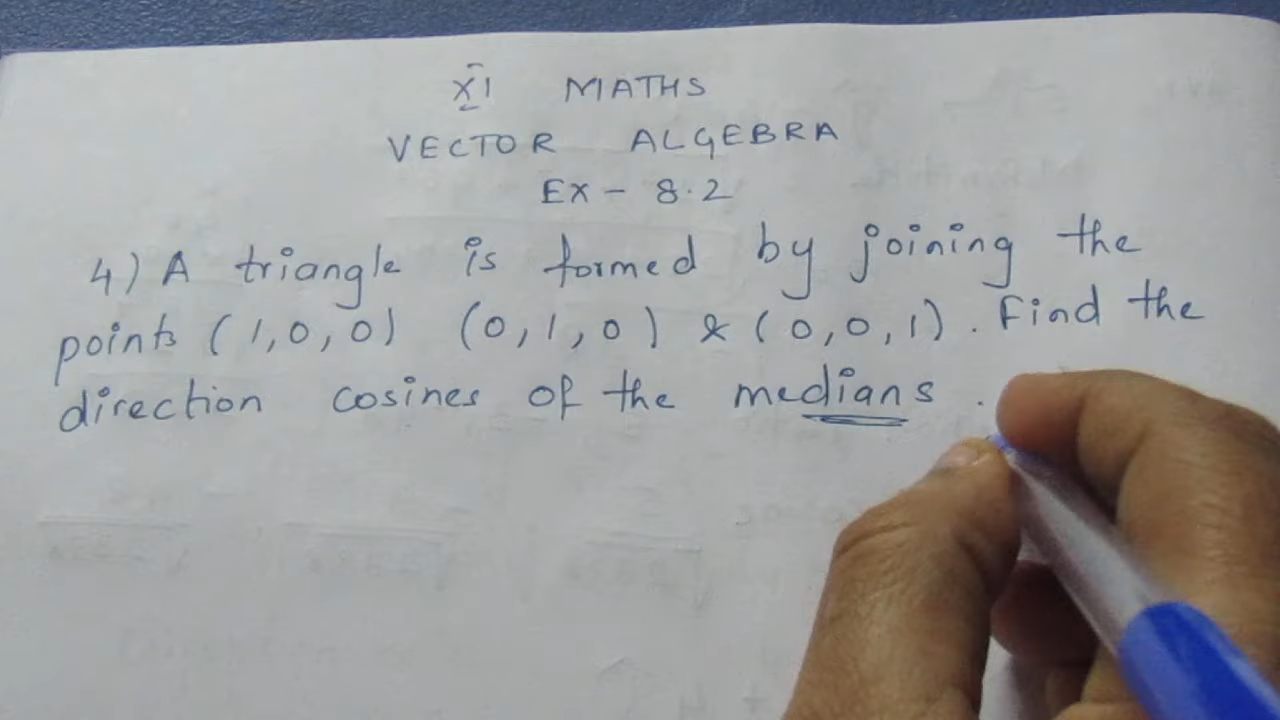 XI MATHS
VECTOR ALGEBRA
EX - 8.2
4) A triangle is formed by joining the
points (1,0,0) (0,1,0) & (0,0,1). Find the
direction cosines of the medians.